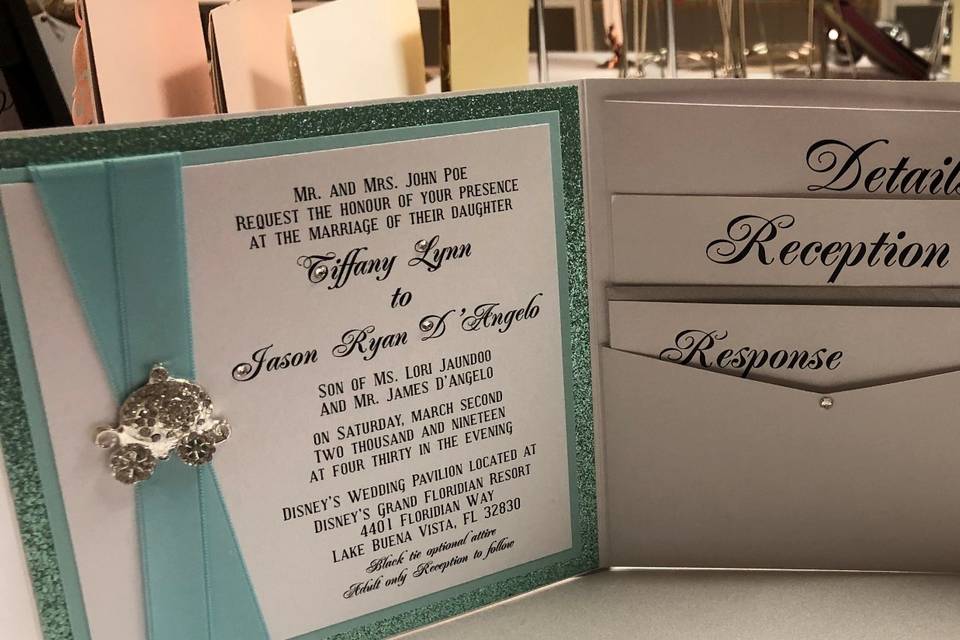 Mr. and Mrs. John Poe
Request the honour of your presence
at the marriage of their daughter
Tiffany Lynn
to
Jason Ryan D'Angelo
Son of Ms. Lori Jaundoo
and Mr. James D'Angelo
on Saturday, March second
two thousand and nineteen
at four thirty in the evening
Disney's Wedding Pavilion located at
Disney's Grand Floridian Resort
4401 Floridian Way
Lake Buena Vista, FL 32830
Black tie optional attire
Adult only Reception to follow
Details
Reception
Response